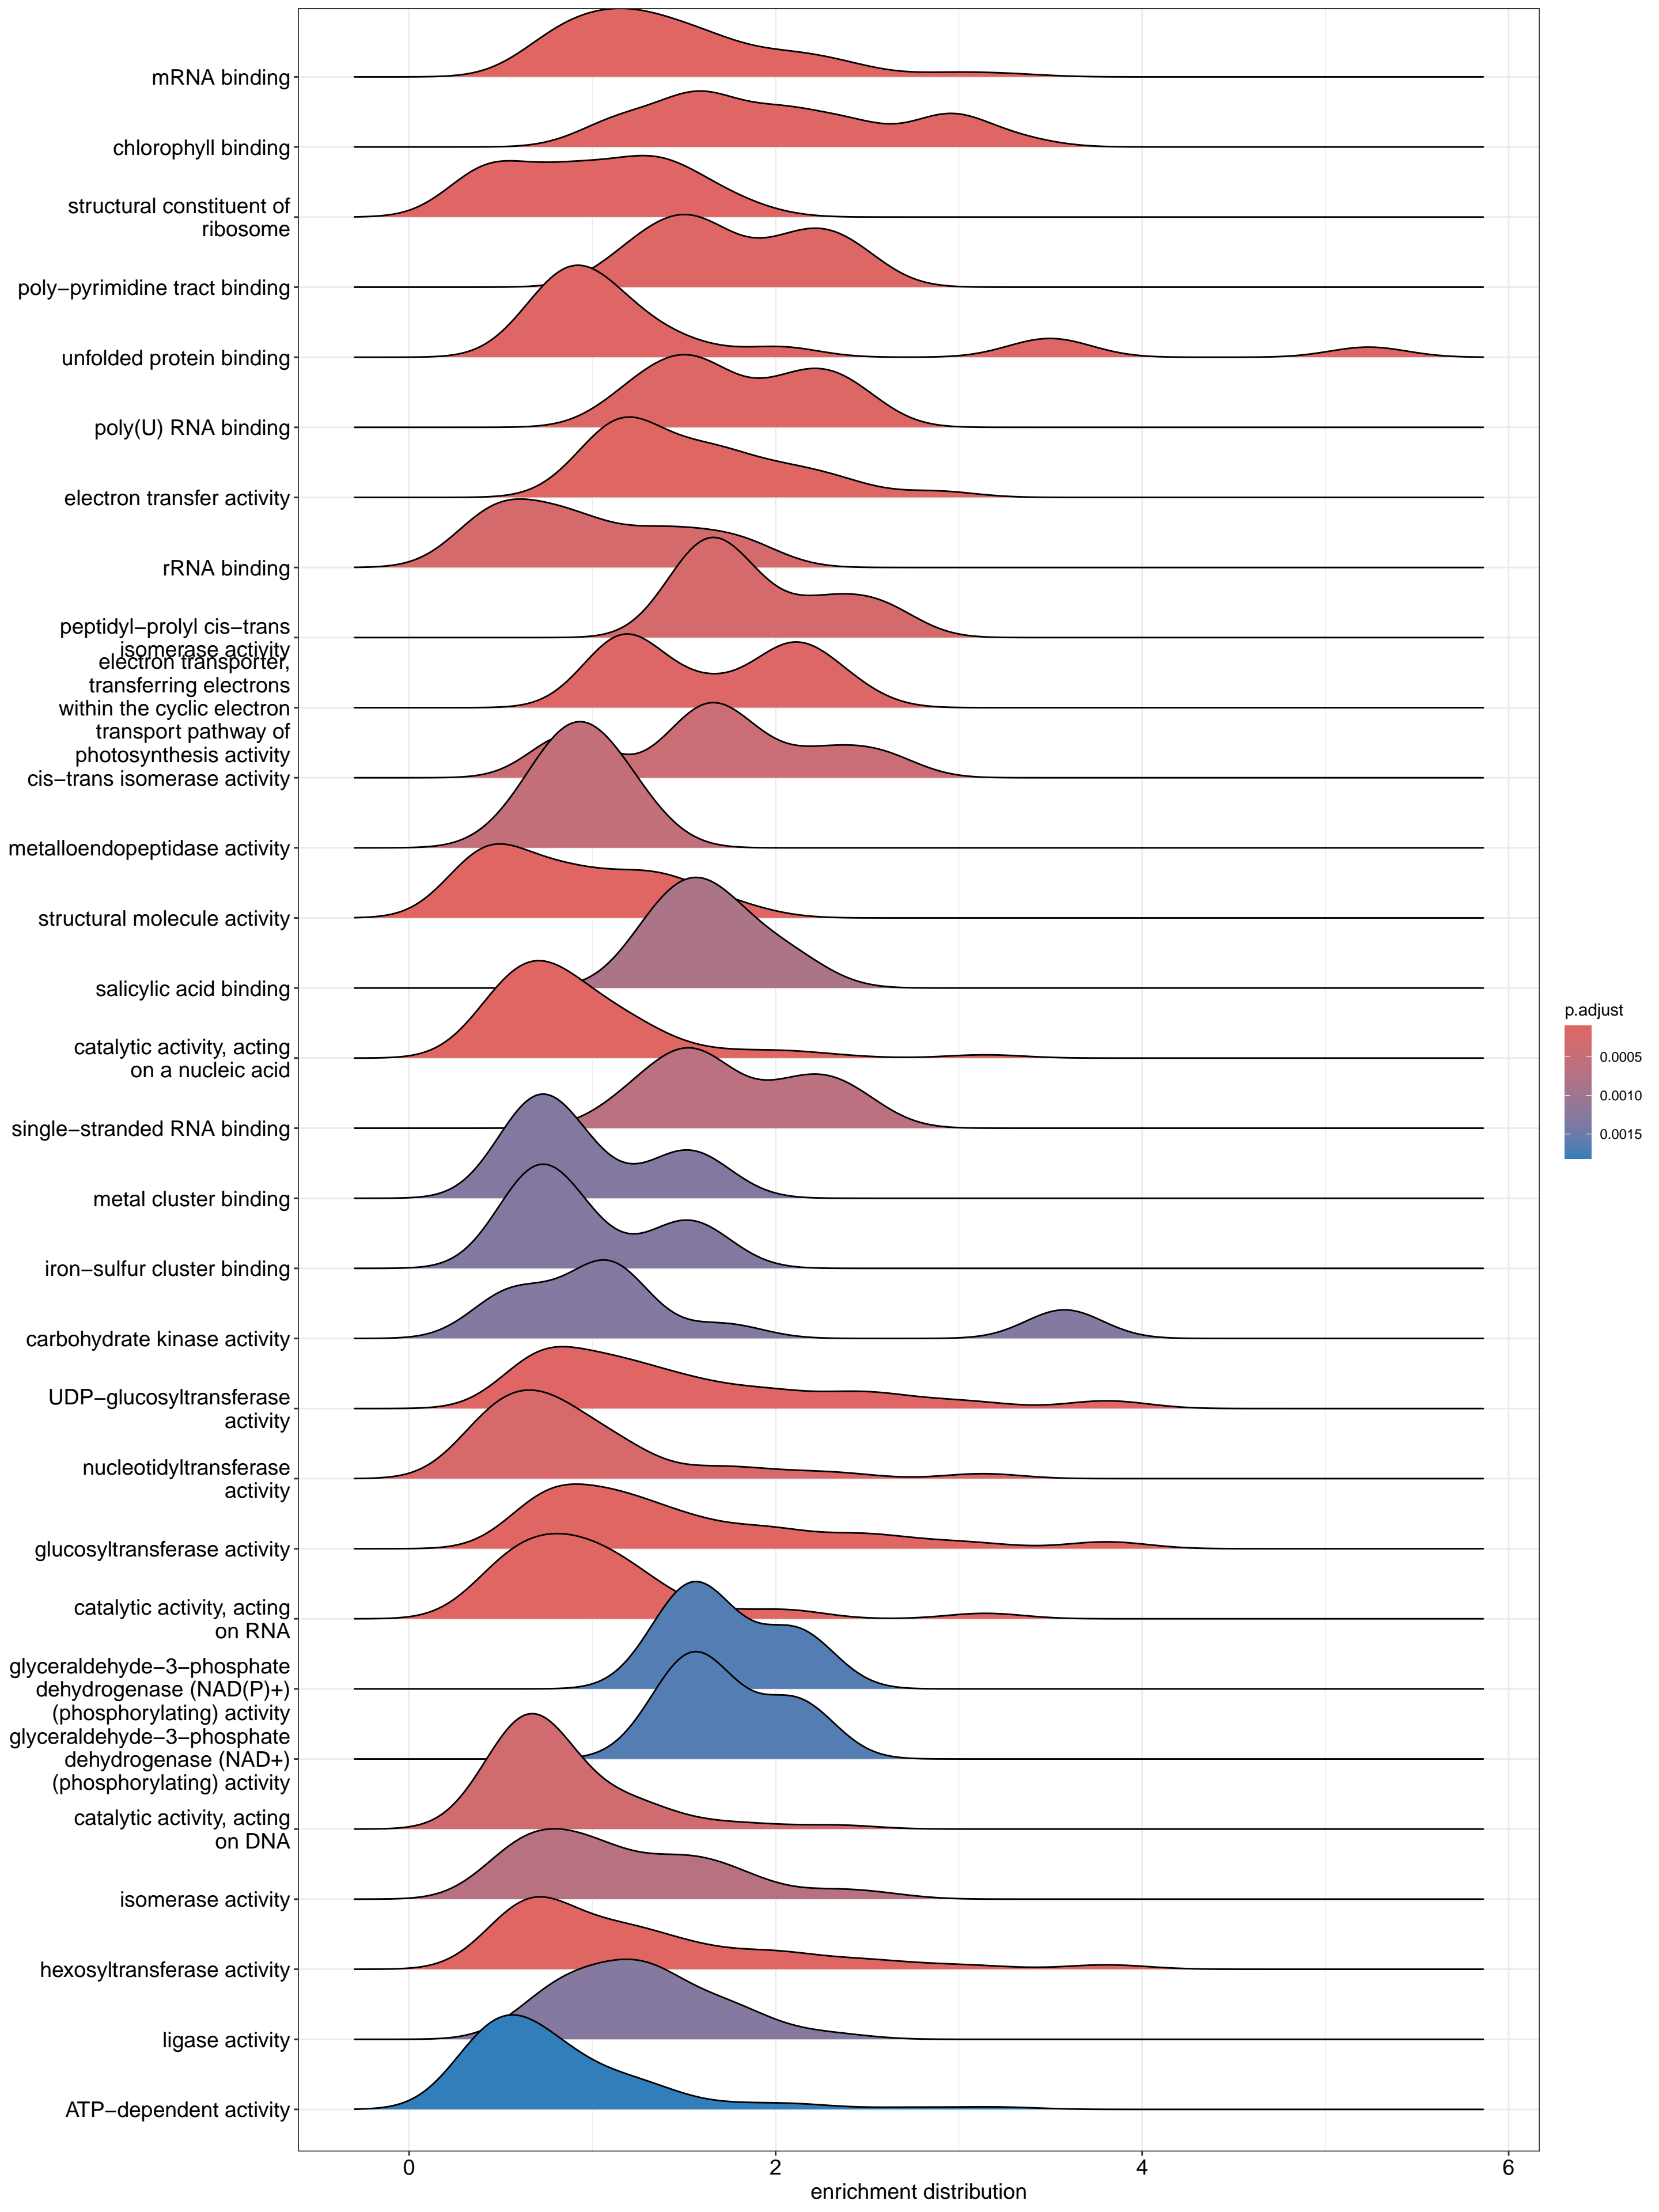 mRNA binding
chlorophyll binding
structural constituent of
ribosome
poly−pyrimidine tract binding
unfolded protein binding
poly(U) RNA binding
electron transfer activity
rRNA binding
peptidyl−prolyl cis−trans
isomerase activity
electron transporter,
transferring electrons
within the cyclic electron
transport pathway of
photosynthesis activity
cis−trans isomerase activity
metalloendopeptidase activity
structural molecule activity
salicylic acid binding
catalytic activity, acting
on a nucleic acid
single−stranded RNA binding
metal cluster binding
iron−sulfur cluster binding
carbohydrate kinase activity
UDP−glucosyltransferase
activity
nucleotidyltransferase
activity
glucosyltransferase activity
catalytic activity, acting
on RNA
glyceraldehyde−3−phosphate
dehydrogenase (NAD(P)+)
(phosphorylating) activity
glyceraldehyde−3−phosphate
dehydrogenase (NAD+)
(phosphorylating) activity
catalytic activity, acting
on DNA
isomerase activity
hexosyltransferase activity
ligase activity
ATP−dependent activity
0 2 4 6
enrichment distribution
p.adjust
0.0005
0.0010
0.0015